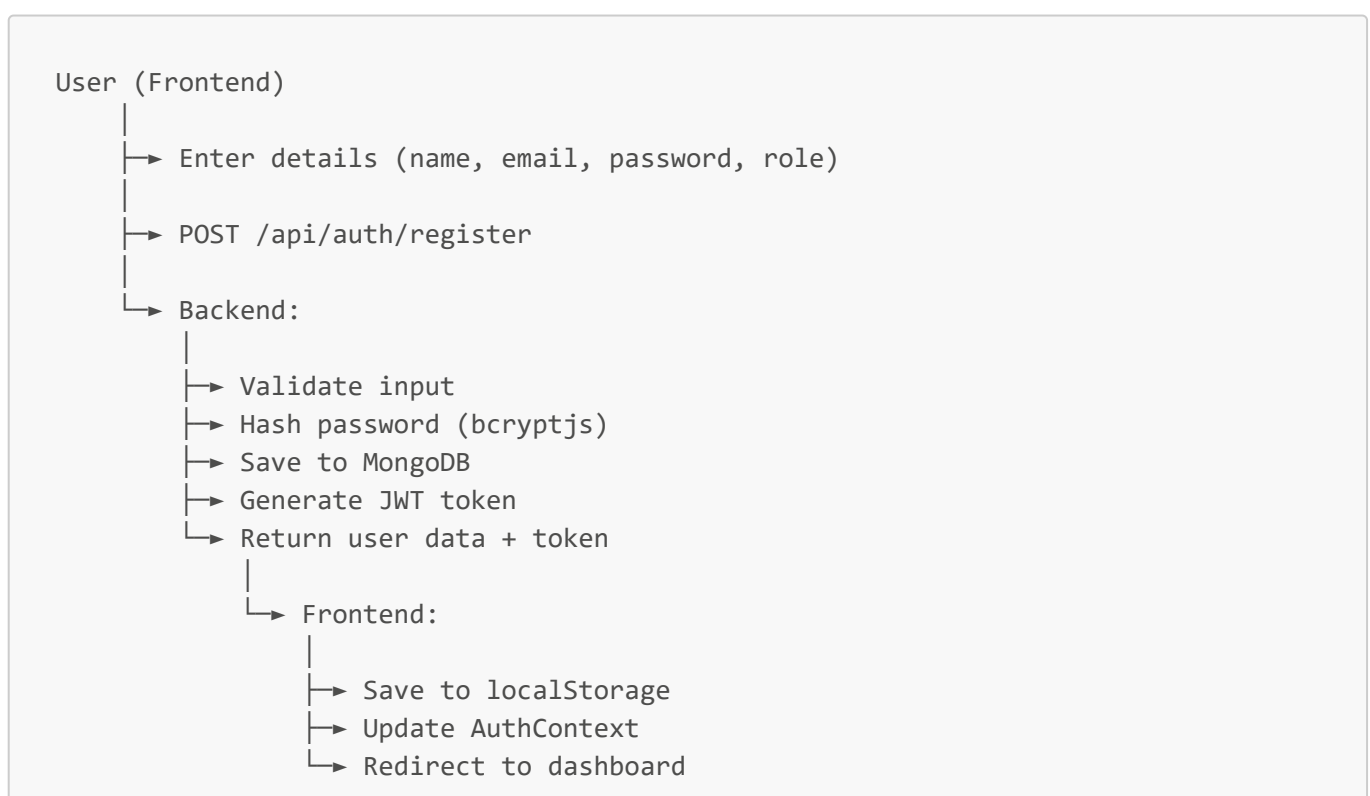 User (Frontend)
│
├─► Enter details (name, email, password, role)
│
├─► POST /api/auth/register
│
└─► Backend:
│
├─► Validate input
├─► Hash password (bcryptjs)
├─► Save to MongoDB
├─► Generate JWT token
└─► Return user data + token
│
└─► Frontend:
│
├─► Save to localStorage
├─► Update AuthContext
└─► Redirect to dashboard